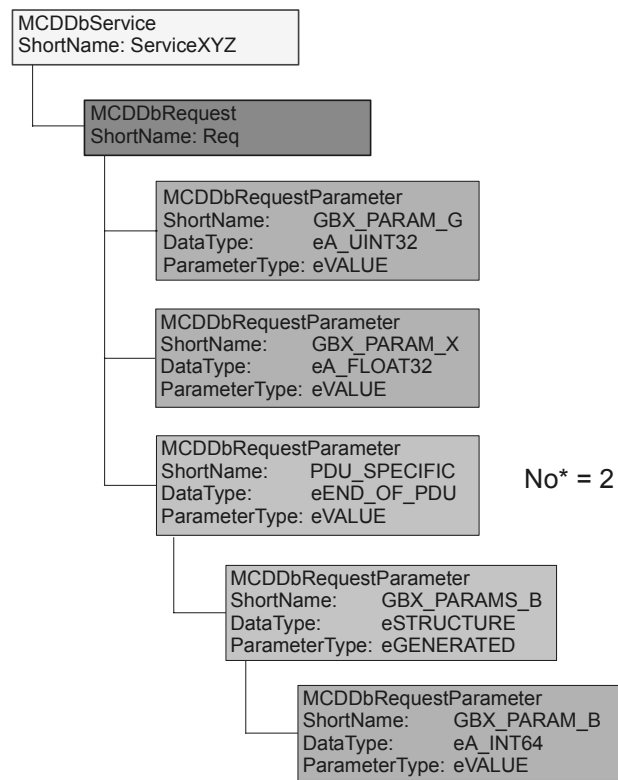 MCDDbService
ShortName: ServiceXYZ
MCDDbRequest
ShortName: Req
MCDDbRequestParameter
ShortName: GBX_PARAM_G
DataType: eA_UINT32
ParameterType: eVALUE
MCDDbRequestParameter
ShortName: GBX_PARAM_X
DataType: eA_FLOAT32
ParameterType: eVALUE
MCDDbRequestParameter
ShortName: PDU_SPECIFIC
DataType: eEND_OF_PDU
ParameterType: eVALUE
No* = 2
MCDDbRequestParameter
ShortName: GBX_PARAMS_B
DataType: eSTRUCTURE
ParameterType: eGENERATED
MCDDbRequestParameter
ShortName: GBX_PARAM_B
DataType: eA_INT64
ParameterType: eVALUE